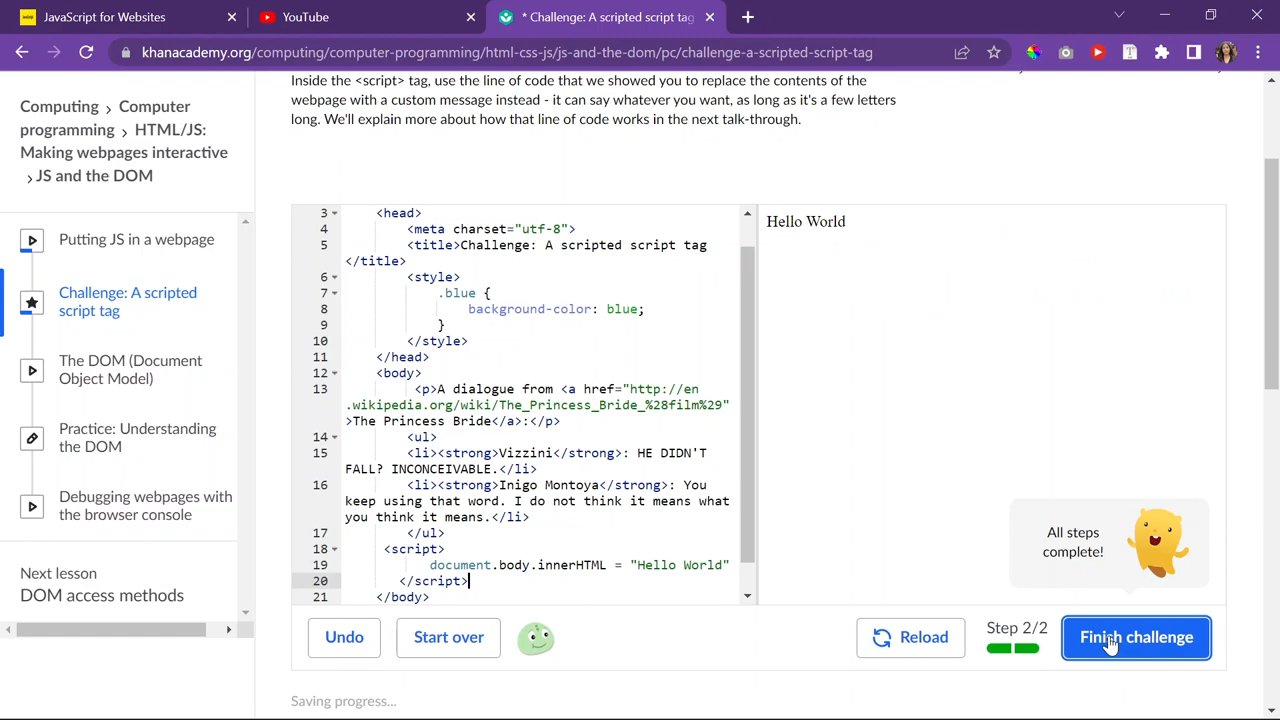 JavaScript for Websites
YouTube
* Challenge: A scripted script tag
khanacademy.org/computing/computer-programming/html-css-js/js-and-the-dom/pc/challenge-a-scripted-script-tag
Computing > Computer
programming > HTML/JS:
Making webpages interactive
> JS and the DOM
Putting JS in a webpage
Challenge: A scripted
script tag
The DOM (Document
Object Model)
Practice: Understanding
the DOM
Debugging webpages with
the browser console
Next lesson
DOM access methods
Inside the <script> tag, use the line of code that we showed you to replace the contents of the
webpage with a custom message instead - it can say whatever you want, as long as it's a few letters
long. We'll explain more about how that line of code works in the next talk-through.
3 <head>
4 <meta charset="utf-8">
5 <title>Challenge: A scripted script tag
</title>
6 <style>
7 .blue {
8 background-color: blue;
9 }
10 </style>
11 </head>
12 <body>
13 <p>A dialogue from <a href="http://en
.wikipedia.org/wiki/The_Princess_Bride_%28film%29"
>The Princess Bride</a>:</p>
14 <ul>
15 <li><strong>Vizzini</strong>: HE DIDN'T
FALL? INCONCEIVABLE.</li>
16 <li><strong>Inigo Montoya</strong>: You
keep using that word. I do not think it means what
you think it means.</li>
17 </ul>
18 <script>
19 document.body.innerHTML = "Hello World"
20 </script>
21 </body>
Hello World
All steps
complete!
Undo
Start over
Reload
Step 2/2
Finish challenge
Saving progress...